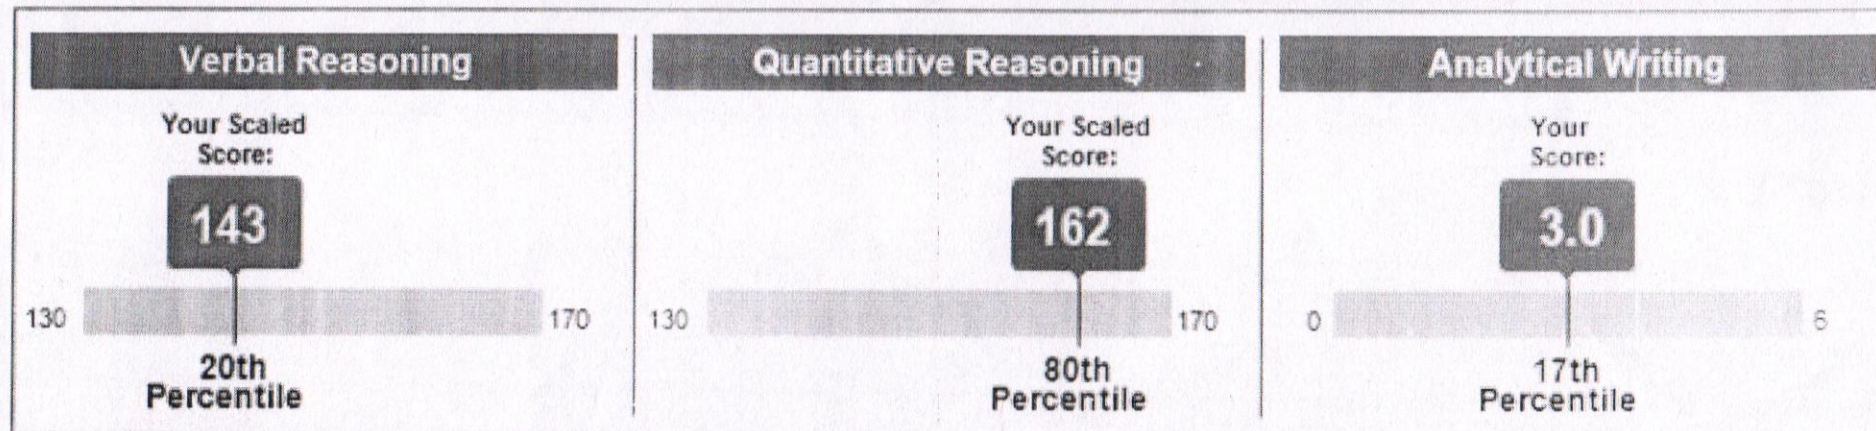 Verbal Reasoning
Your Scaled
Score:
143
130
170
20th
Percentile
Quantitative Reasoning
Your Scaled
Score:
162
130
170
80th
Percentile
Analytical Writing
Your
Score:
3.0
0
6
17th
Percentile